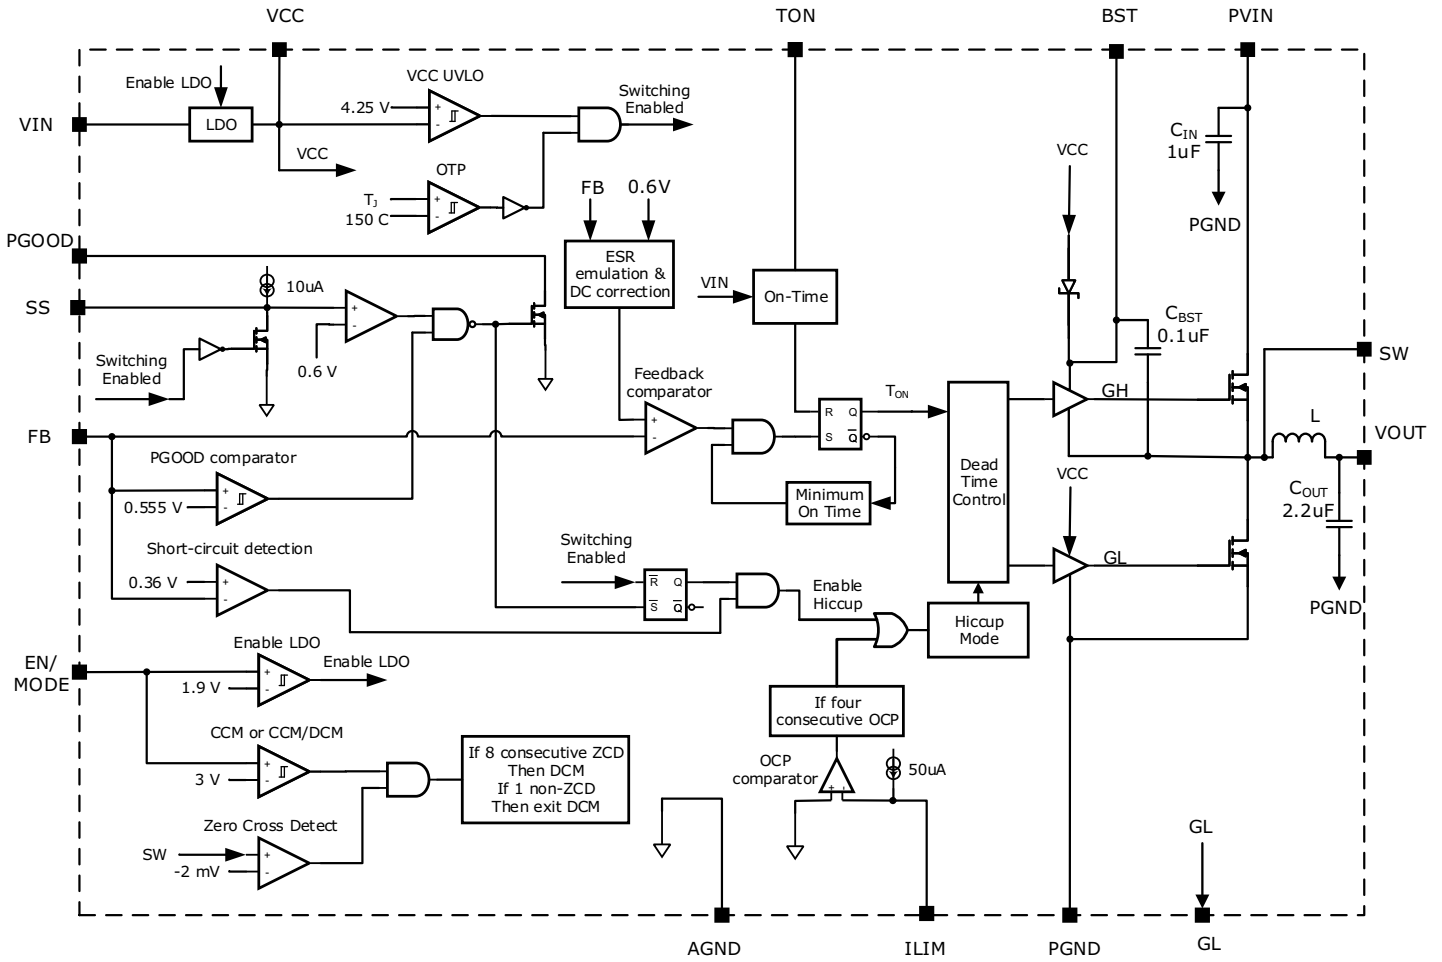 VCC
TON
BST
PVIN
Enable LDO
VCC UVLO
4.25 V
+
-
Switching
Enabled
VIN
LDO
VCC
OTP
TJ
150 C
+
-
FB
0.6V
VCC
CIN
1uF
PGND
PGOOD
ESR
emulation &
DC correction
VIN
On-Time
10uA
SS
+
-
0.6 V
Switching
Enabled
CBST
0.1uF
SW
Feedback
comparator
TON
GH
R
Q
S
Q
+
-
L
FB
VOUT
PGOOD comparator
+
-
0.555 V
Minimum
On Time
Dead
Time
Control
VCC
COUT
2.2uF
Short-circuit detection
0.36 V
+
-
Switching
Enabled
R
Q
S
Q
Enable
Hiccup
GL
PGND
Hiccup
Mode
Enable LDO
Enable LDO
EN/
MODE
+
-
1.9 V
If four
consecutive OCP
CCM or CCM/DCM
+
-
3 V
If 8 consecutive ZCD
Then DCM
If 1 non-ZCD
Then exit DCM
OCP
comparator
+
-
50uA
Zero Cross Detect
SW
-2 mV
+
-
GL
AGND
ILIM
PGND
GL